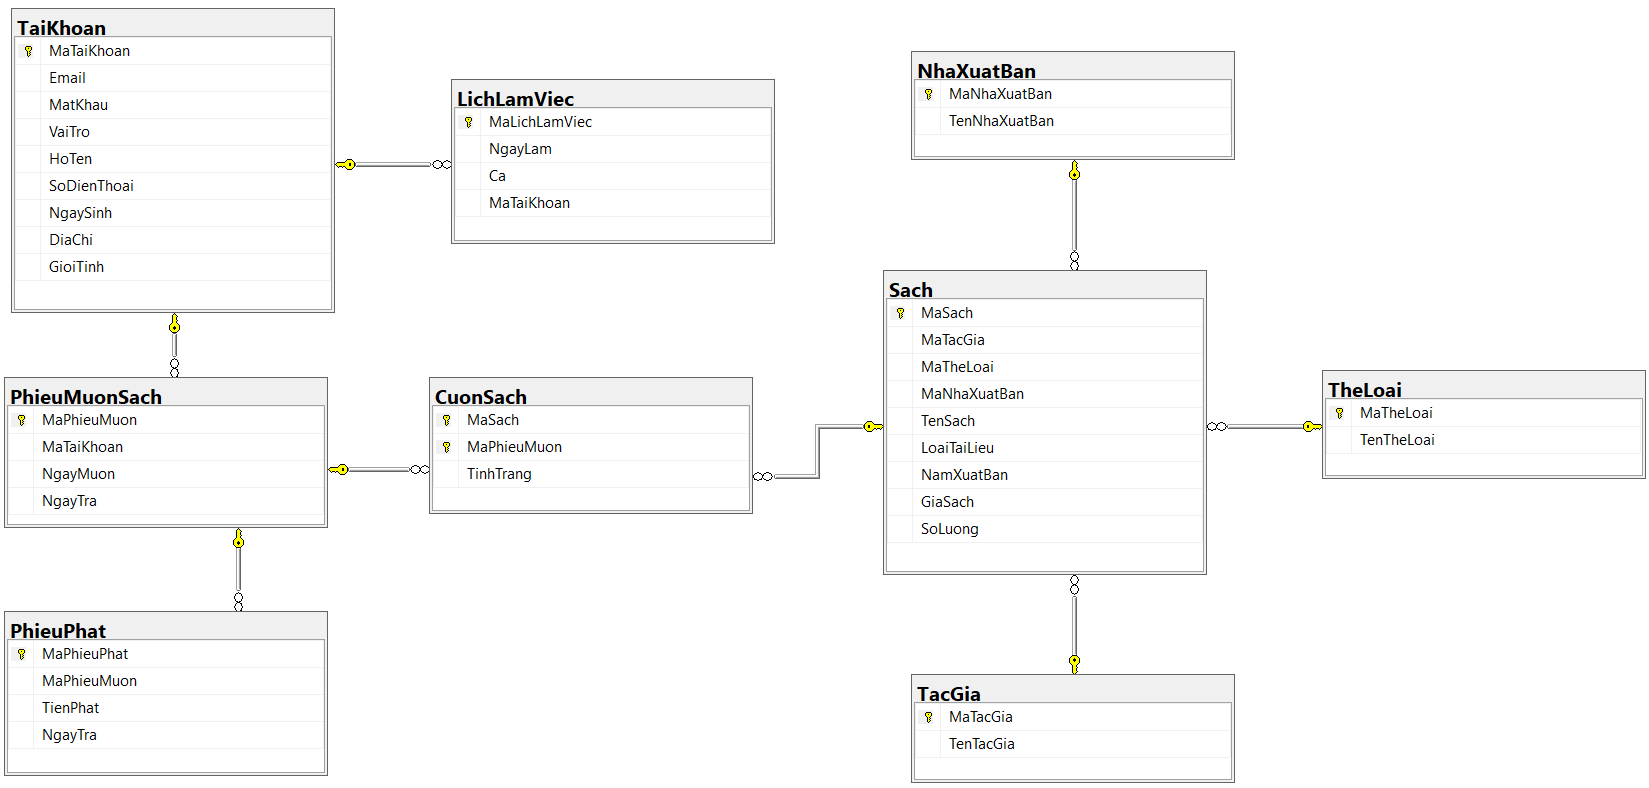 TaiKhoan
MaTaiKhoan
Email
MatKhau
VaiTro
HoTen
SoDienThoai
NgaySinh
DiaChi
GioiTinh
LichLamViec
MaLichLamViec
NgayLam
Ca
MaTaiKhoan
NhaXuatBan
MaNhaXuatBan
TenNhaXuatBan
Sach
MaSach
MaTacGia
MaTheLoai
MaNhaXuatBan
TenSach
LoaiTaiLieu
NamXuatBan
GiaSach
SoLuong
TheLoai
MaTheLoai
TenTheLoai
PhieuMuonSach
MaPhieuMuon
MaTaiKhoan
NgayMuon
NgayTra
CuonSach
MaSach
MaPhieuMuon
TinhTrang
PhieuPhat
MaPhieuPhat
MaPhieuMuon
TienPhat
NgayTra
TacGia
MaTacGia
TenTacGia